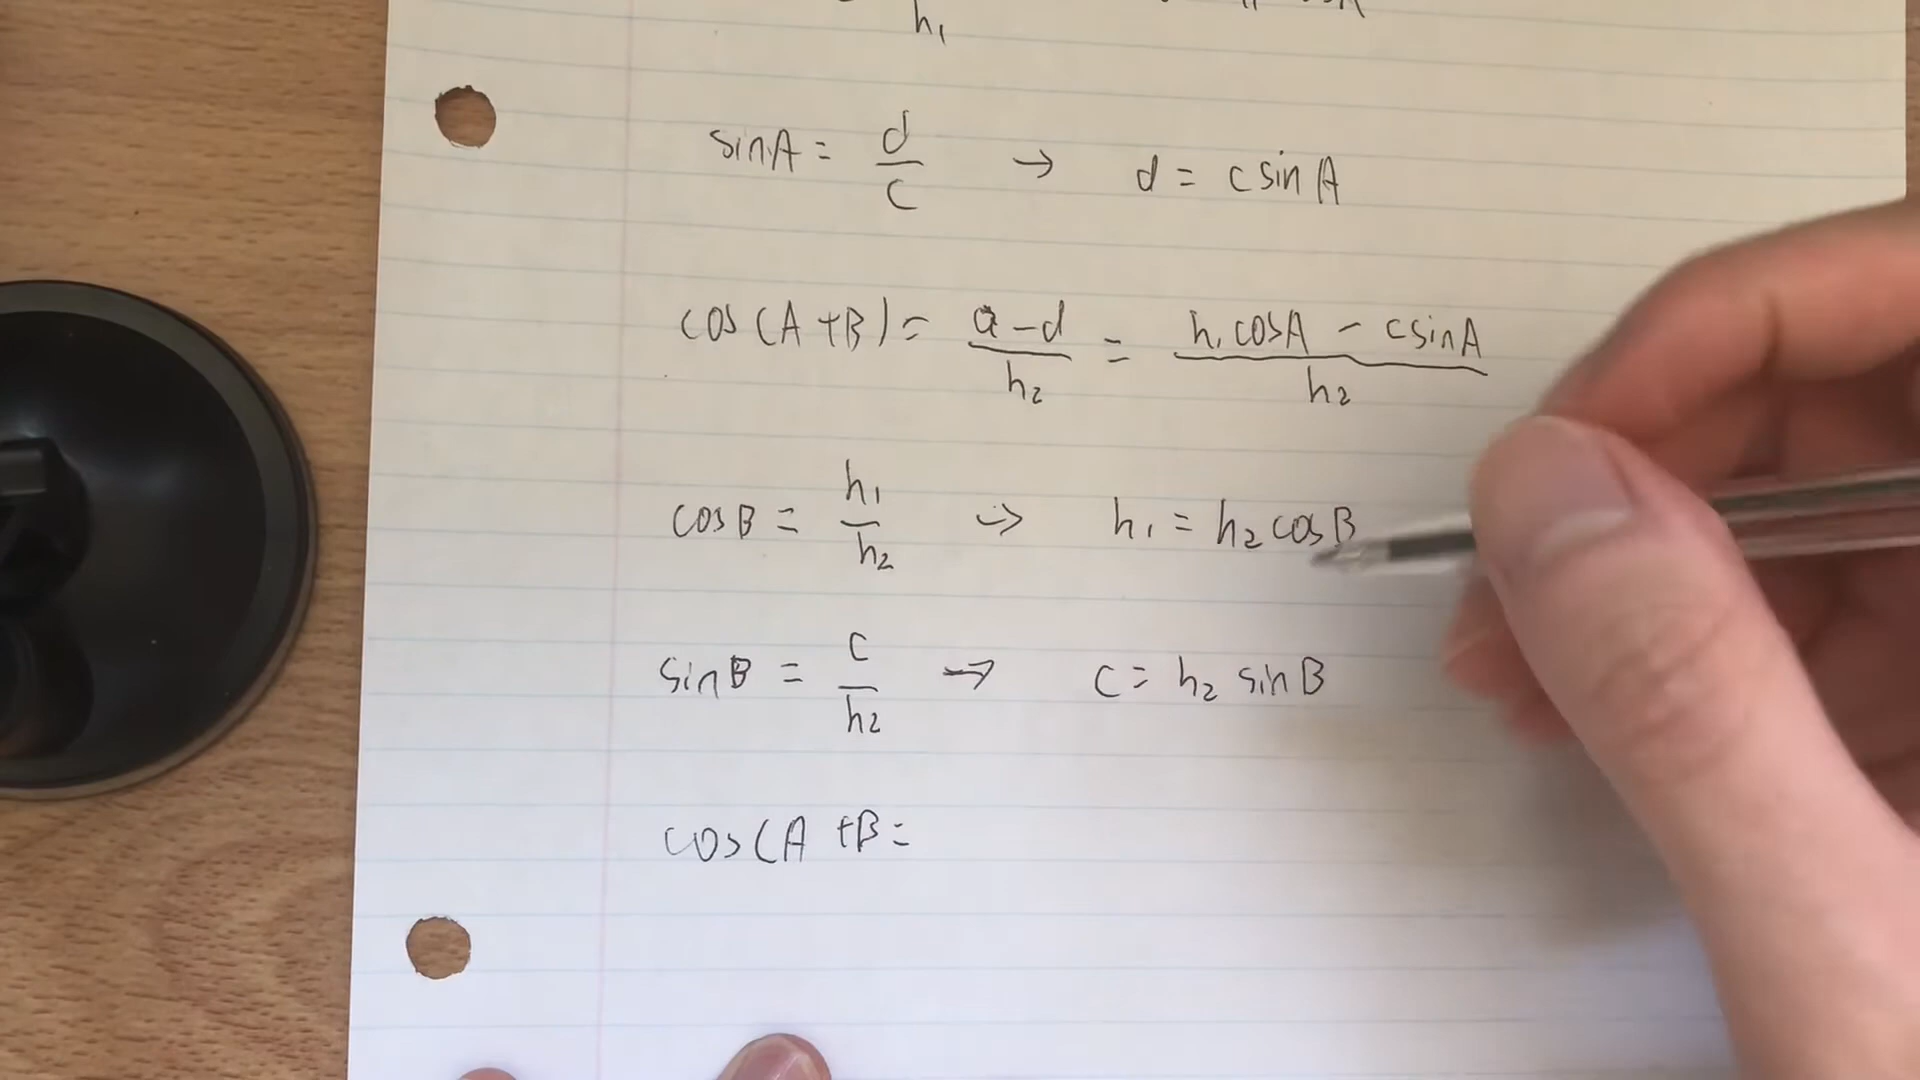 h₁
sinA = d/c → d = c sin A
cos(A+B) = a-d/h₂ = h₁ cosA - c sinA/h₂
cos B = h₁/h₂ → h₁ = h₂ cos B
sin B = c/h₂ → c = h₂ sin B
cos(A +B =